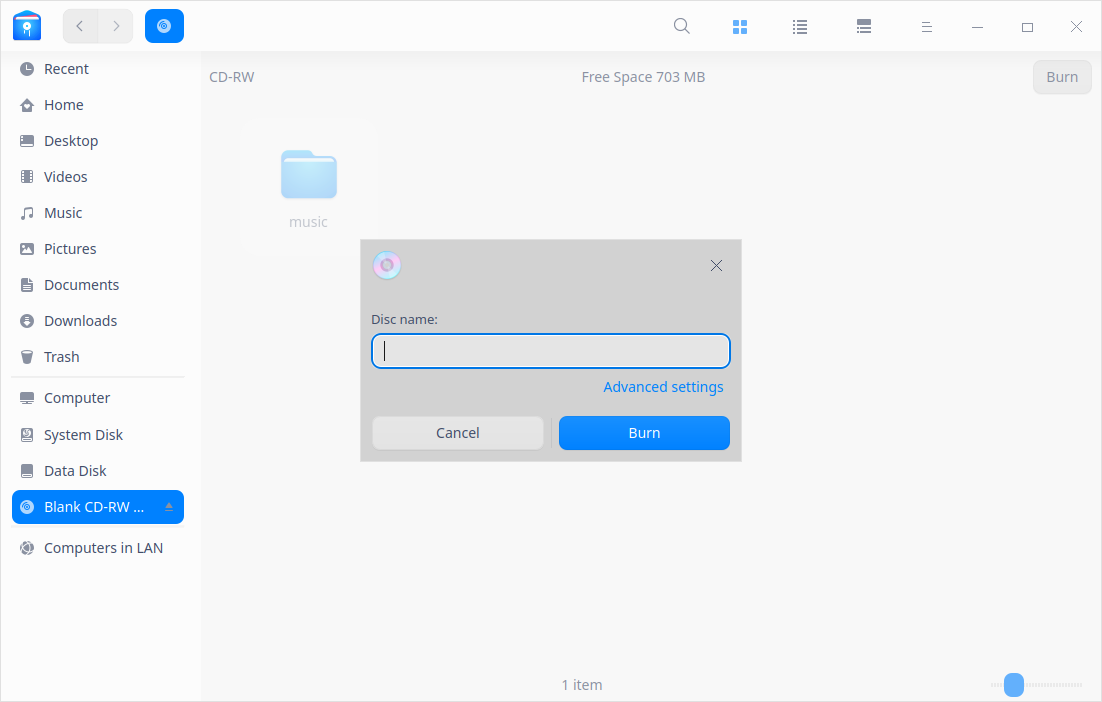 Recent
Home
Desktop
Videos
Music
Pictures
Documents
Downloads
Trash
Computer
System Disk
Data Disk
Blank CD-RW ...
Computers in LAN
CD-RW
Free Space 703 MB
Burn
music
Disc name:
Advanced settings
Cancel
Burn
1 item